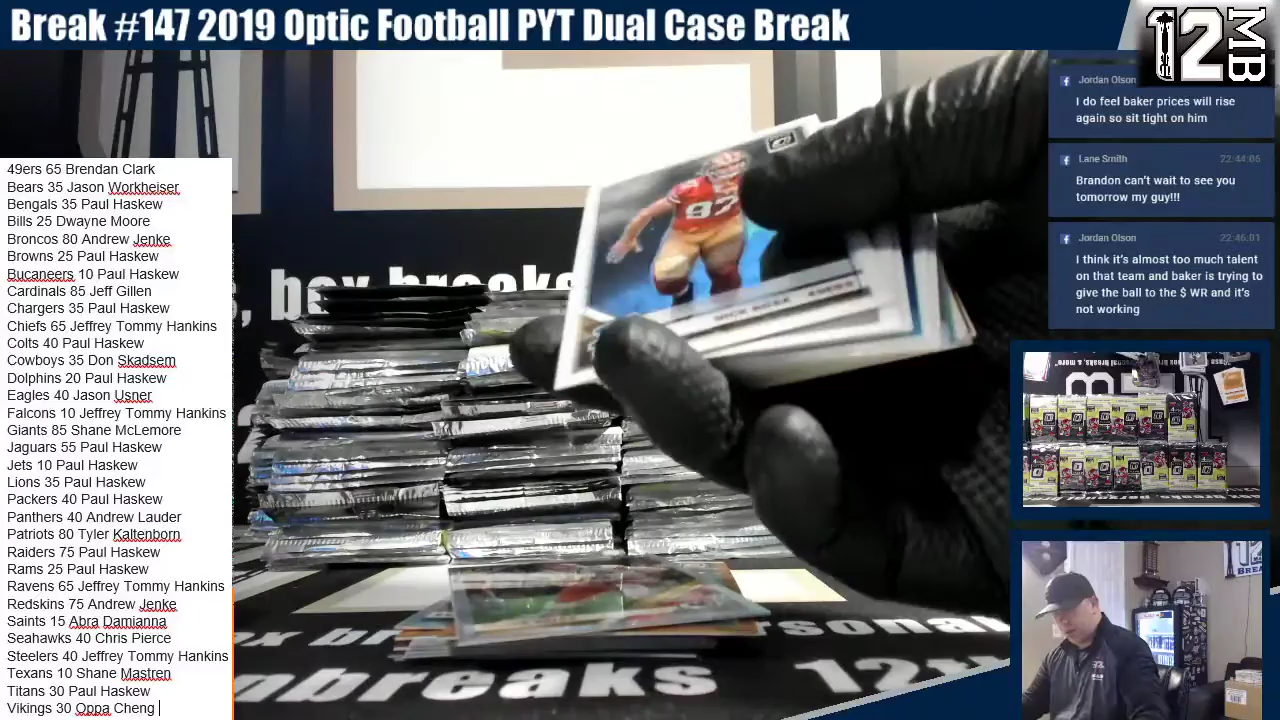 Break #147 2019 Optic Football PYT Dual Case Break
12
MB
49ers 65 Brendan Clark
Bears 35 Jason Workheiser
Bengals 35 Paul Haskew
Bills 25 Dwayne Moore
Broncos 80 Andrew Jenke
Browns 25 Paul Haskew
Bucaneers 10 Paul Haskew
Cardinals 85 Jeff Gillen
Chargers 35 Paul Haskew
Chiefs 65 Jeffrey Tommy Hankins
Colts 40 Paul Haskew
Cowboys 35 Don Skadsem
Dolphins 20 Paul Haskew
Eagles 40 Jason Usner
Falcons 10 Jeffrey Tommy Hankins
Giants 85 Shane McLemore
Jaguars 55 Paul Haskew
Jets 10 Paul Haskew
Lions 35 Paul Haskew
Packers 40 Paul Haskew
Panthers 40 Andrew Lauder
Patriots 80 Tyler Kaltenborn
Raiders 75 Paul Haskew
Rams 25 Paul Haskew
Ravens 65 Jeffrey Tommy Hankins
Redskins 75 Andrew Jenke
Saints 15 Abra Damianna
Seahawks 40 Chris Pierce
Steelers 40 Jeffrey Tommy Hankins
Texans 10 Shane Mastren
Titans 30 Paul Haskew
Vikings 30 Oppa Cheng
, box breaks,
97
ox br
rsona
nbreaks
12th
Jordan Olson
I do feel baker prices will rise
again so sit tight on him
Lane Smith 22:44:06
Brandon can't wait to see you
tomorrow my guy!!!
Jordan Olson 22:46:01
I think it's almost too much talent
on that team and baker is trying to
give the ball to the $ WR and it's
not working